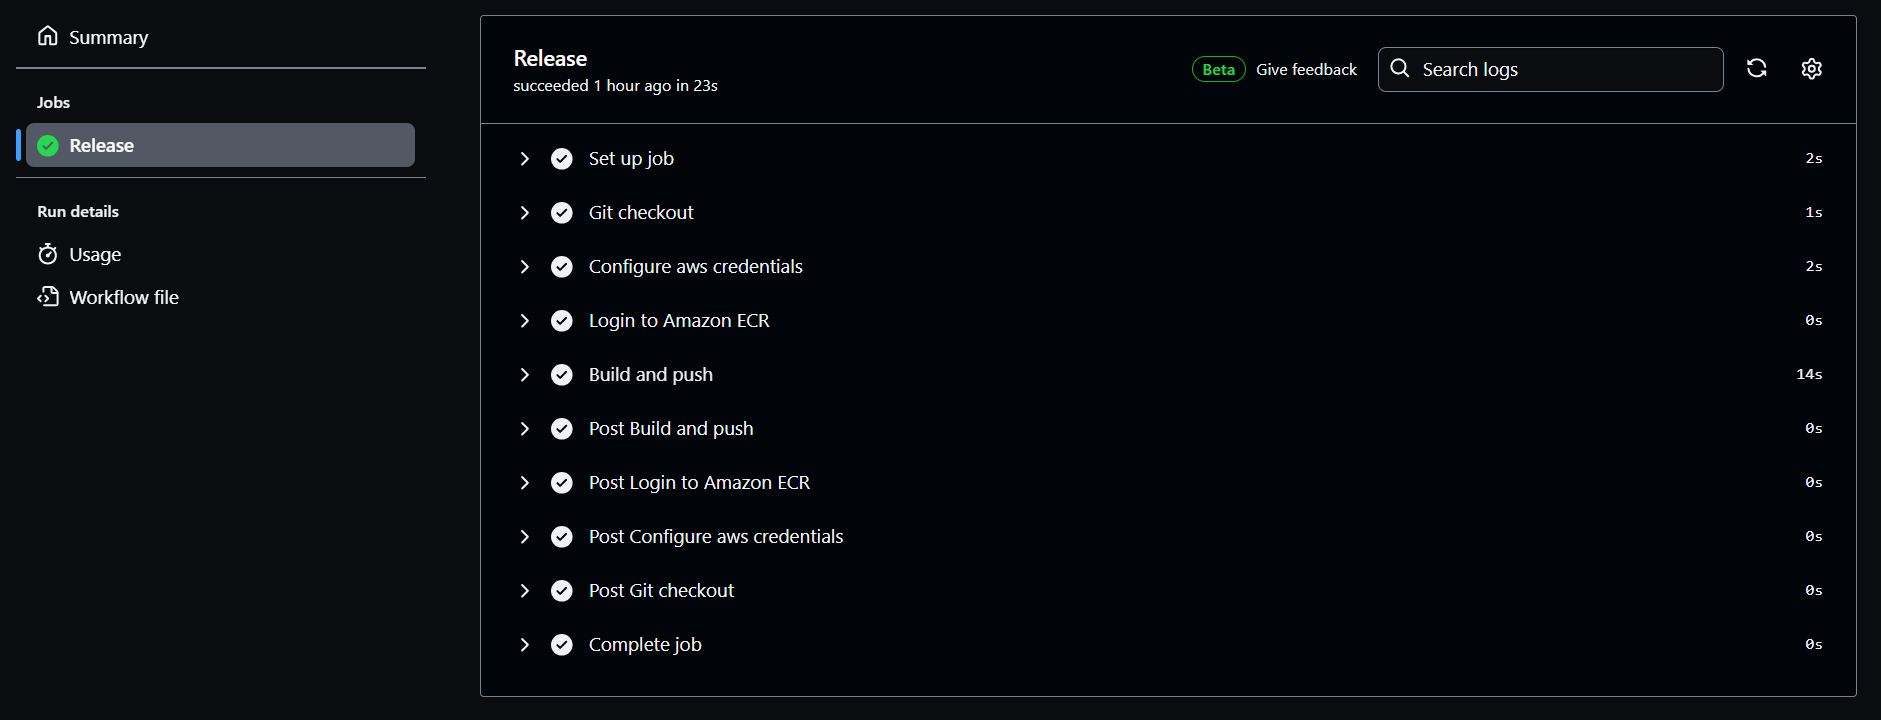 Summary
Jobs
Release
Run details
Usage
Workflow file
Release
succeeded 1 hour ago in 23s
Beta Give feedback Search logs
Set up job 2s
Git checkout 1s
Configure aws credentials 2s
Login to Amazon ECR 0s
Build and push 14s
Post Build and push 0s
Post Login to Amazon ECR 0s
Post Configure aws credentials 0s
Post Git checkout 0s
Complete job 0s